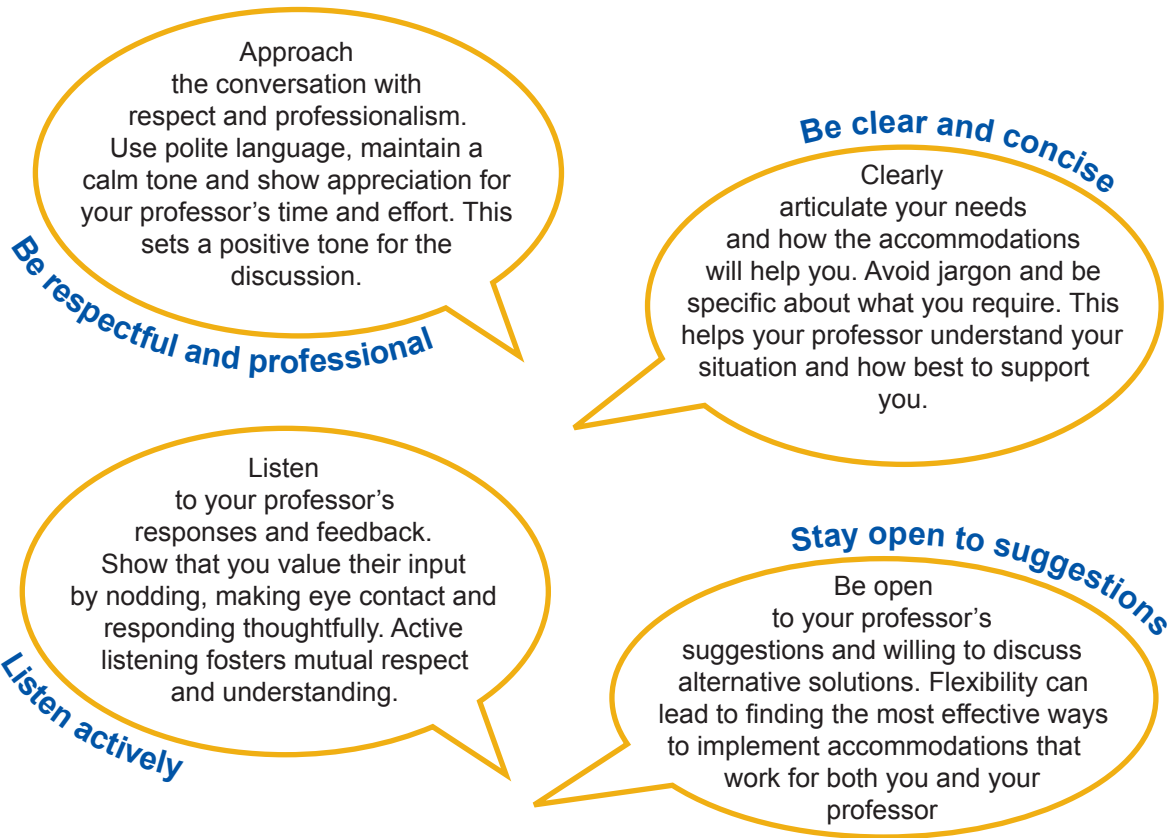 Approach
the conversation with
respect and professionalism.
Use polite language, maintain a
calm tone and show appreciation for
your professor’s time and effort. This
sets a positive tone for the
discussion.
Be respectful and professional
Be clear and concise
Clearly
articulate your needs
and how the accommodations
will help you. Avoid jargon and be
specific about what you require. This
helps your professor understand your
situation and how best to support
you.
Listen
to your professor’s
responses and feedback.
Show that you value their input
by nodding, making eye contact and
responding thoughtfully. Active
listening fosters mutual respect
and understanding.
Listen actively
Stay open to suggestions
Be open
to your professor’s
suggestions and willing to discuss
alternative solutions. Flexibility can
lead to finding the most effective ways
to implement accommodations that
work for both you and your
professor